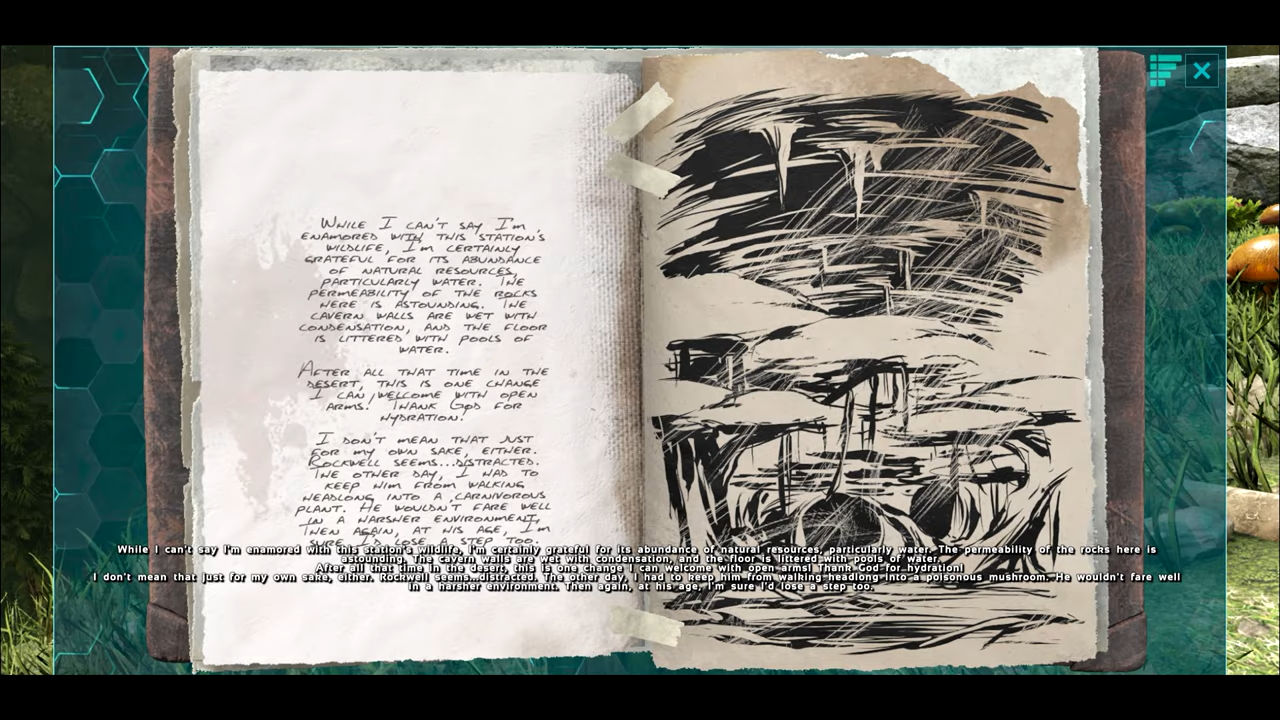 While I can't say I'm
enamored with this station's
wildlife, I'm certainly
grateful for its abundance
of natural resources,
particularly water. The
permeability of the rocks
here is astounding. The
cavern walls are wet with
condensation, and the floor
is littered with pools of
water.
After all that time in the
desert, this is one change
I can welcome with open
arms! Thank God for
hydration!
I don't mean that just
for my own sake, either.
Rockwell seems...distracted.
The other day, I had to
keep him from walking
headlong into a carnivorous
plant. He wouldn't fare well
in a harsher environment.
Then again, at his age, I'm
sure I'd lose a step too.
While I can't say I'm enamored with this station's wildlife, I'm certainly grateful for its abundance of natural resources, particularly water. The permeability of the rocks here is
astounding. The cavern walls are wet with condensation, and the floor is littered with pools of water.
After all that time in the desert, this is one change I can welcome with open arms! Thank God for hydration!
I don't mean that just for my own sake, either. Rockwell seems...distracted. The other day, I had to keep him from walking headlong into a poisonous mushroom. He wouldn't fare well
in a harsher environment. Then again, at his age, I'm sure I'd lose a step too.